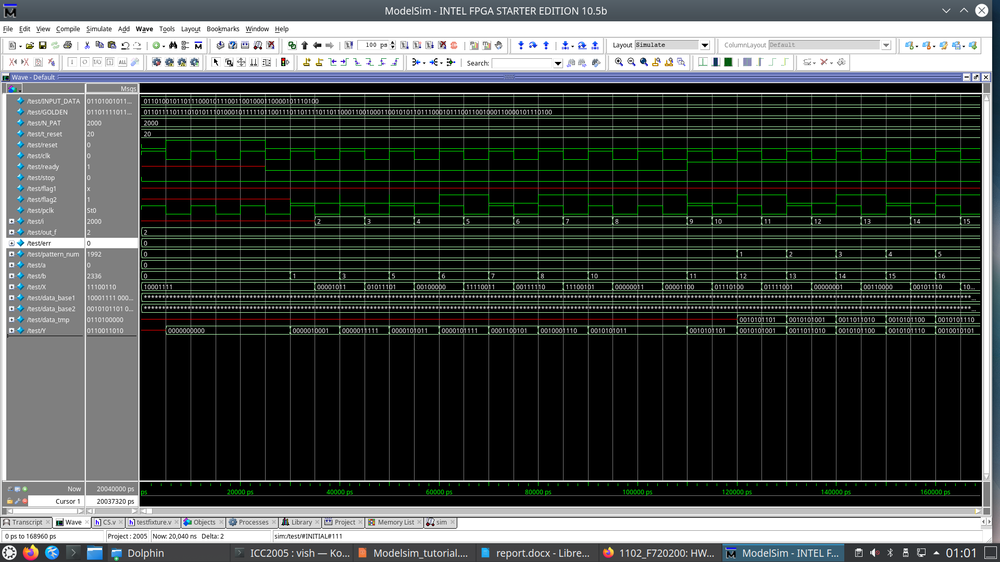 ModelSim - INTEL FPGA STARTER EDITION 10.5b
File Edit View Compile Simulate Add Wave Tools Layout Bookmarks Window Help
100 ps Layout Simulate ColumnLayout Default
Search:
Wave - Default
Msgs
/test/INPUT_DATA 01101001011...
/test/GOLDEN 01101111011...
/test/N_PAT 2000 2000
/test/t_reset 20 20
/test/reset 0
/test/clk 0
/test/ready 1
/test/stop 0
/test/flag1 x
/test/flag2 1
/test/pclk St0
/test/i 2000 2 3 4 5 6 7 8 9 10 11 12 13 14 15
/test/out_f 2 2
/test/err 0 0
/test/pattern_num 1992 0 1 2 3 4 5
/test/a 0 0
/test/b 2336 0 1 3 5 6 7 8 10 11 12 13 14 15 16
/test/X 11100110 10001111 00001011 01011101 00100000 11110011 00111110 11100101 00000011 00001100 01110100 01111001 00000001 00110000 00101110 10...
/test/data_base1 10001111 000...
/test/data_base2 0010101101 0...
/test/data_tmp 0110100000 0010101101 0010101001 0011011010 0010101100 0010101110
/test/Y 0110011010 0000000000 0000010001 0000011111 0000101011 0000101111 0001100101 0010001110 0010101011 0010101101 0010101001 0011011010 0010101100 0010101110 0010010101
Now 20040000 ps ps 20000 ps 40000 ps 60000 ps 80000 ps 100000 ps 120000 ps 140000 ps 160000 ps
Cursor 1 20037320 ps
Transcript Wave CS.v testfixture.v Objects Processes Library Project Memory List sim
0 ps to 168960 ps Project : 2005 Now: 20,040 ns Delta: 2 sim:/test/#INITIAL#111
Dolphin ICC2005 : vish — Ko... Modelsim_tutorial.... report.docx - Libre... 1102_F720200: HW... ModelSim - INTEL F... 01:01